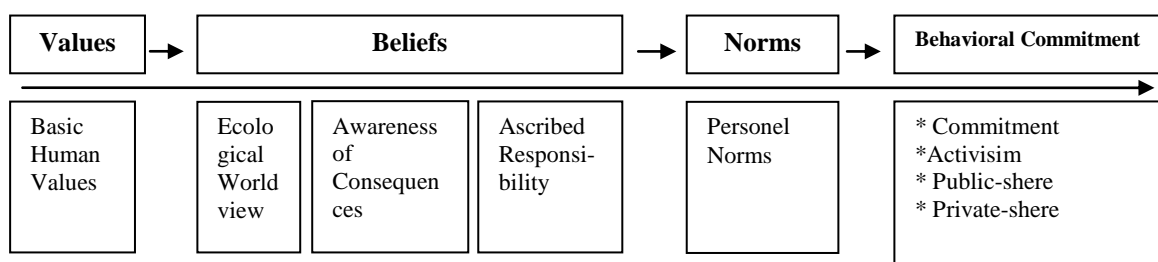 Values
Beliefs
Norms
Behavioral Commitment
Basic
Human
Values
Ecolo
gical
World
view
Awareness
of
Consequen
ces
Ascribed
Responsi-
bility
Personel
Norms
* Commitment
*Activisim
* Public-shere
* Private-shere